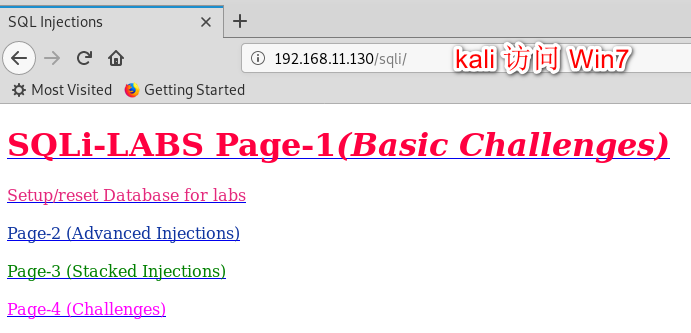 SQL Injections
192.168.11.130/sqli/
kali 访问 Win7
Most Visited Getting Started
SQLi-LABS Page-1(Basic Challenges)
Setup/reset Database for labs
Page-2 (Advanced Injections)
Page-3 (Stacked Injections)
Page-4 (Challenges)